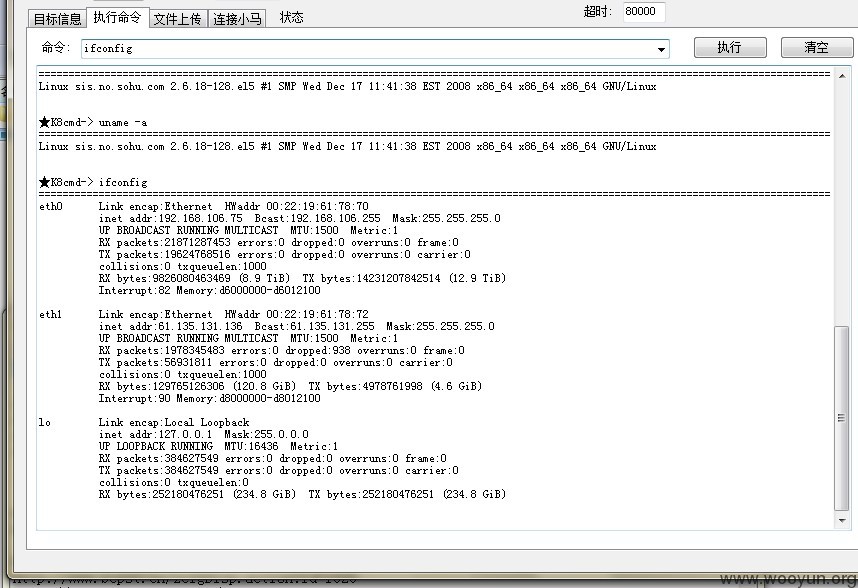 超时: 80000
目标信息 执行命令 文件上传 连接小马 状态
命令: ifconfig 执行 清空
Linux sis.no.sohu.com 2.6.18-128.el5 #1 SMP Wed Dec 17 11:41:38 EST 2008 x86_64 x86_64 x86_64 GNU/Linux
★K8cmd-> uname -a
Linux sis.no.sohu.com 2.6.18-128.el5 #1 SMP Wed Dec 17 11:41:38 EST 2008 x86_64 x86_64 x86_64 GNU/Linux
★K8cmd-> ifconfig
eth0 Link encap:Ethernet HWaddr 00:22:19:61:78:70
inet addr:192.168.106.75 Bcast:192.168.106.255 Mask:255.255.255.0
UP BROADCAST RUNNING MULTICAST MTU:1500 Metric:1
RX packets:21871287453 errors:0 dropped:0 overruns:0 frame:0
TX packets:19624768516 errors:0 dropped:0 overruns:0 carrier:0
collisions:0 txqueuelen:1000
RX bytes:9826080463469 (8.9 TiB) TX bytes:14231207842514 (12.9 TiB)
Interrupt:82 Memory:d6000000-d6012100
eth1 Link encap:Ethernet HWaddr 00:22:19:61:78:72
inet addr:61.135.131.136 Bcast:61.135.131.255 Mask:255.255.255.0
UP BROADCAST RUNNING MULTICAST MTU:1500 Metric:1
RX packets:1978345483 errors:0 dropped:938 overruns:0 frame:0
TX packets:56931811 errors:0 dropped:0 overruns:0 carrier:0
collisions:0 txqueuelen:1000
RX bytes:129765126306 (120.8 GiB) TX bytes:4978761998 (4.6 GiB)
Interrupt:90 Memory:d8000000-d8012100
lo Link encap:Local Loopback
inet addr:127.0.0.1 Mask:255.0.0.0
UP LOOPBACK RUNNING MTU:16436 Metric:1
RX packets:384627549 errors:0 dropped:0 overruns:0 frame:0
TX packets:384627549 errors:0 dropped:0 overruns:0 carrier:0
collisions:0 txqueuelen:0
RX bytes:252180476251 (234.8 GiB) TX bytes:252180476251 (234.8 GiB)
www.wooyun.org